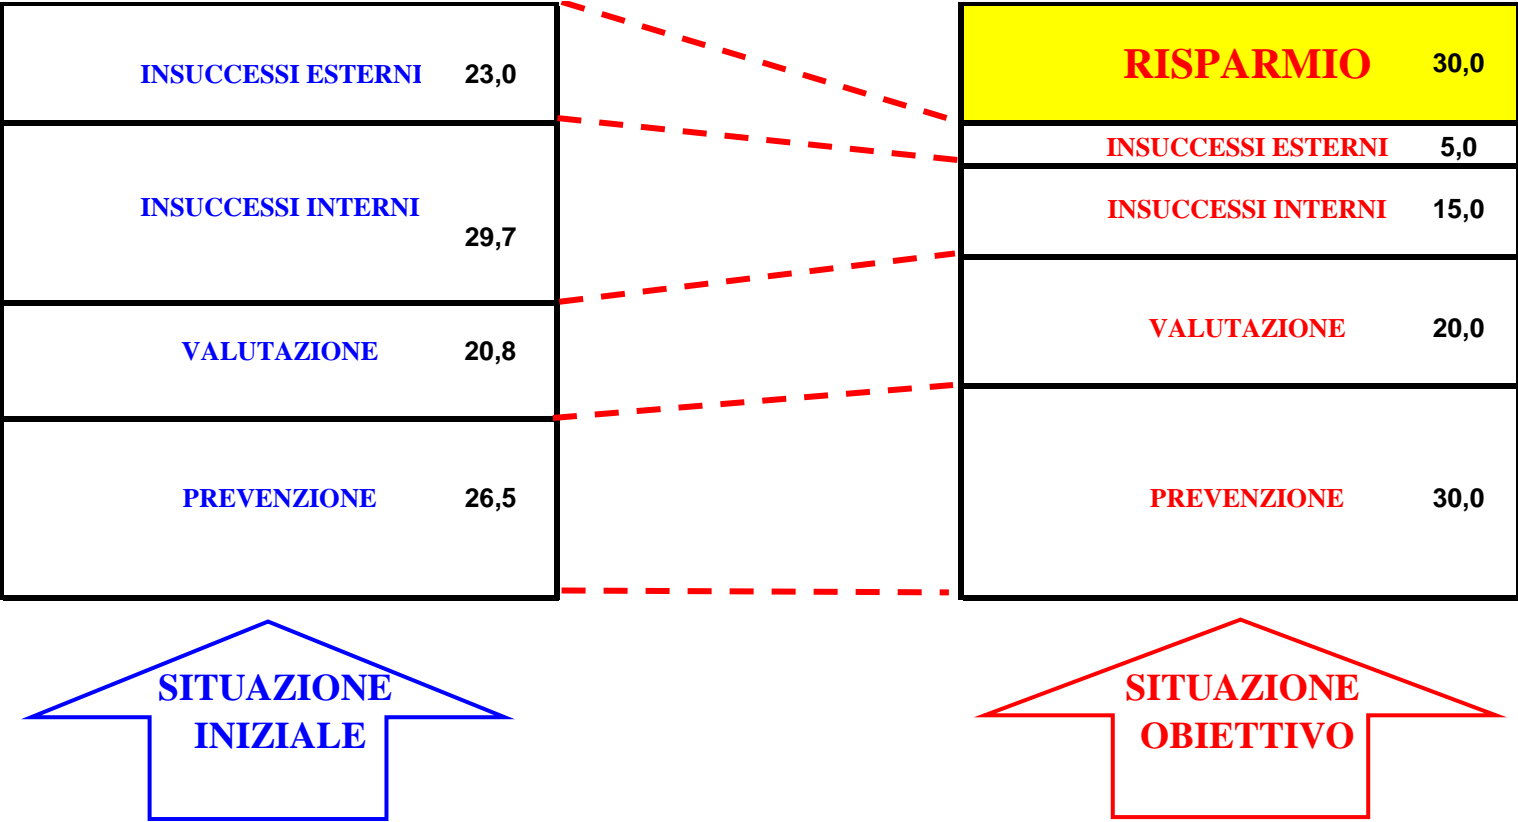 INSUCCESSI ESTERNI 23,0
INSUCCESSI INTERNI
29,7
VALUTAZIONE 20,8
PREVENZIONE 26,5
SITUAZIONE
INIZIALE
RISPARMIO 30,0
INSUCCESSI ESTERNI 5,0
INSUCCESSI INTERNI 15,0
VALUTAZIONE 20,0
PREVENZIONE 30,0
SITUAZIONE
OBIETTIVO